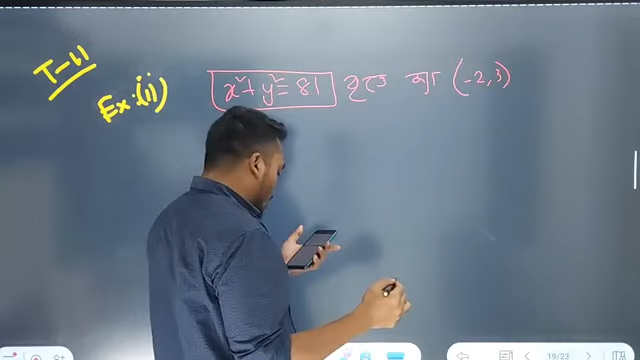 T-11
Ex:(ii)
x²+y²=81 হতে (-2,3)
19/23